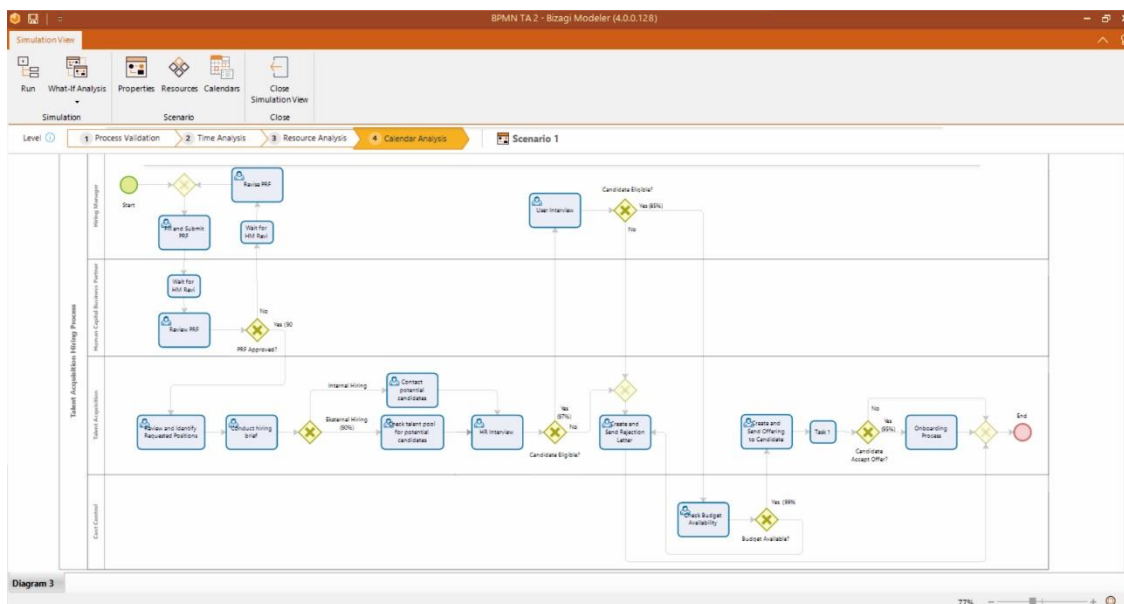 BPMN TA 2 - Bizagi Modeler (4.0.0.128)
Simulation View
Run
What-If Analysis
Properties
Resources
Calendars
Close
Simulation View
Simulation
Scenario
Close
Level
1 Process Validation
2 Time Analysis
3 Resource Analysis
4 Calendar Analysis
Scenario 1
Talent Acquisition Hiring Process
Hiring Manager
Start
Revise PRF
and Submit
PRF
Wait for
HM Revi
User Interview
Candidate Eligible?
Yes (85%)
No
Human Capital Business Partner
Wait for
HM Revi
Review PRF
No
Yes (90
PRF Approved?
Talent Acquisition
Review and Identify
Requested Positions
Conduct hiring
brief
Internal Hiring
Eksternal Hiring
(80%)
Contact
potential
candidates
Check talent pool
for potential
candidates
HR Interview
Yes
(97%)
No
Candidate Eligible?
Create and
Send Rejection
Letter
Create and
Send Offering
to Candidate
Task 1
No
Yes
(95%)
Candidate
Accept Offer?
Onboarding
Process
End
Cost Control
Check Budget
Availability
Yes (99%
Budget Available?
Diagram 3
77%